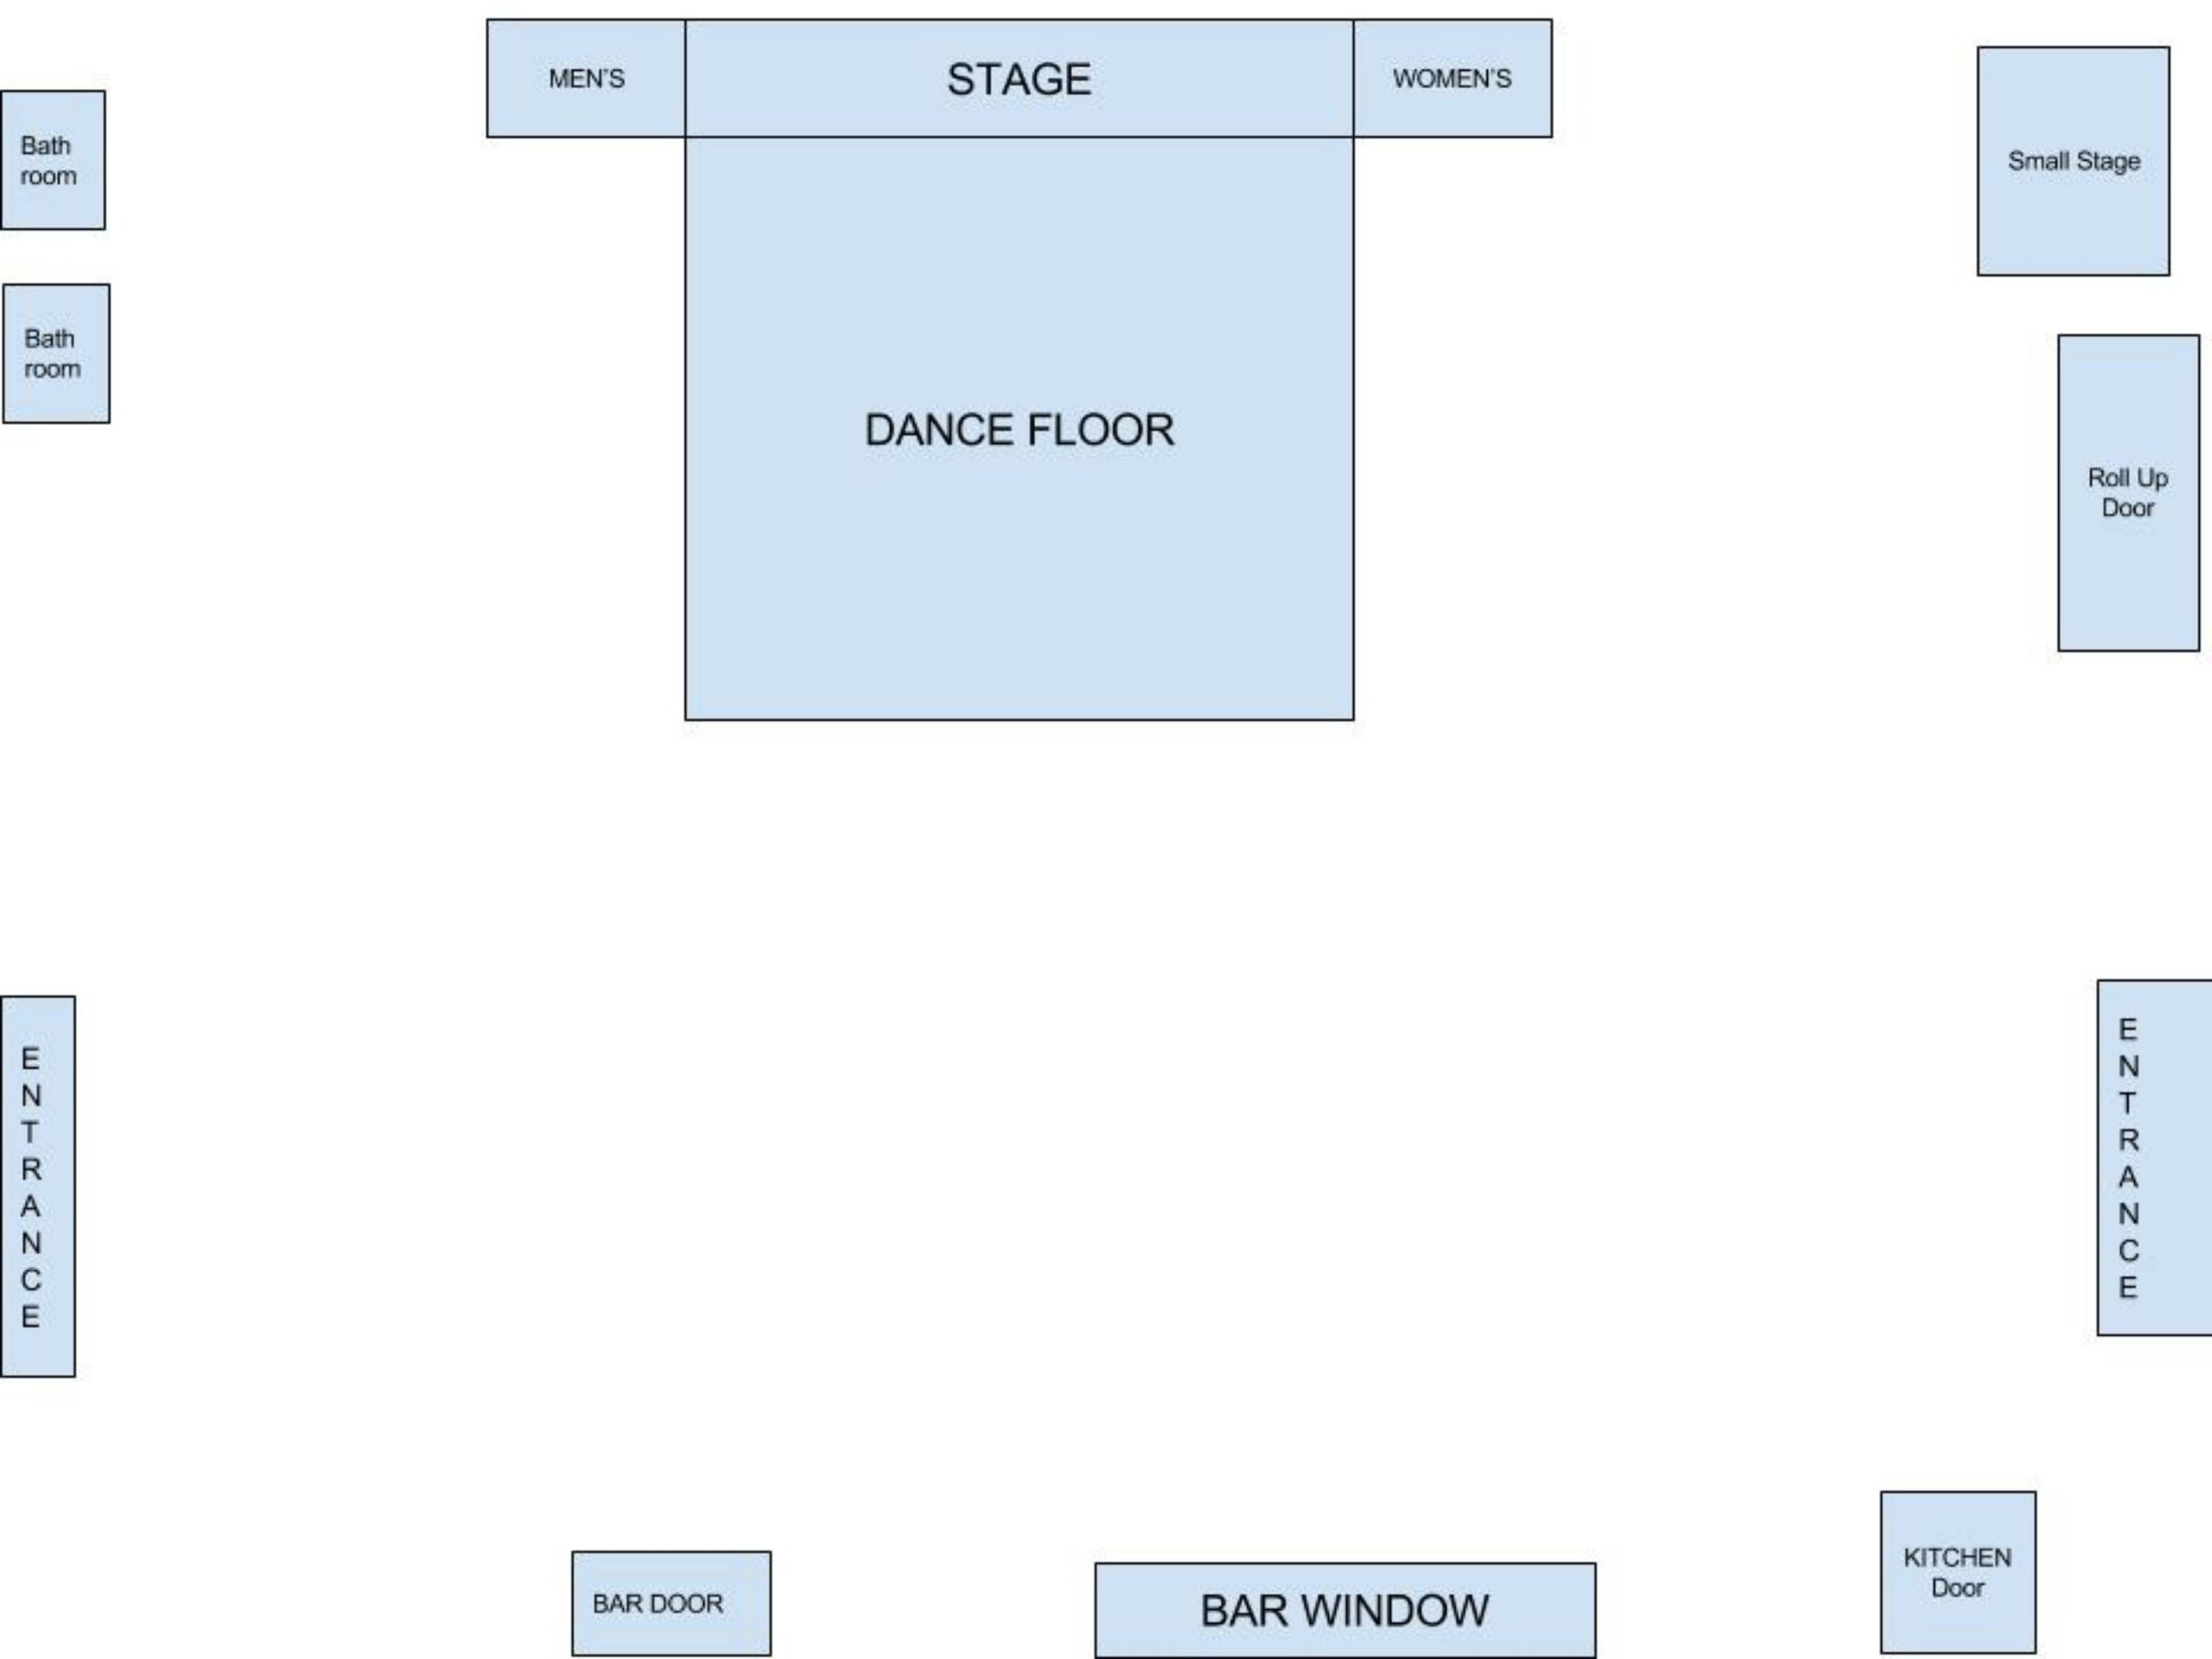 MEN'S
STAGE
WOMEN'S
Bath
room
Small Stage
Bath
room
DANCE FLOOR
Roll Up
Door
E
N
T
R
A
N
C
E
E
N
T
R
A
N
C
E
BAR DOOR
BAR WINDOW
KITCHEN
Door